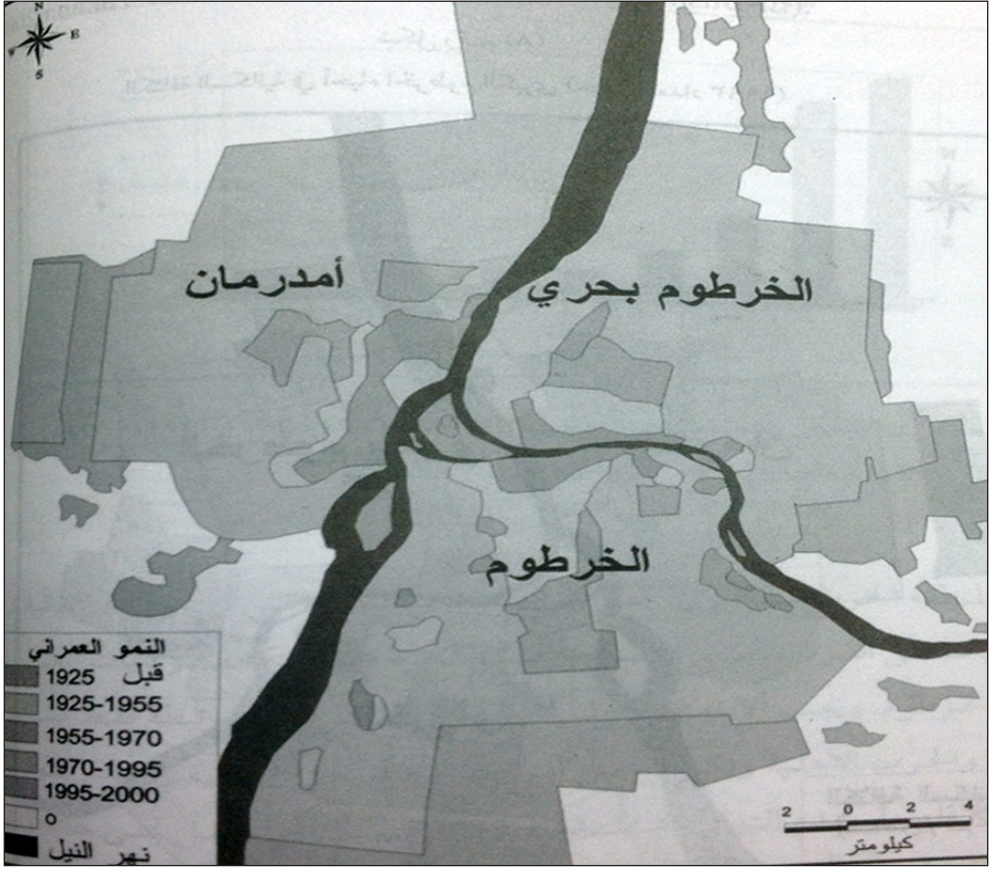 N
E
S
أمدرمان
الخرطوم بحري
الخرطوم
النمو العمراني
قبل 1925
1925-1955
1955-1970
1970-1995
1995-2000
0
نهر النيل
2 0 2 4
كيلومتر